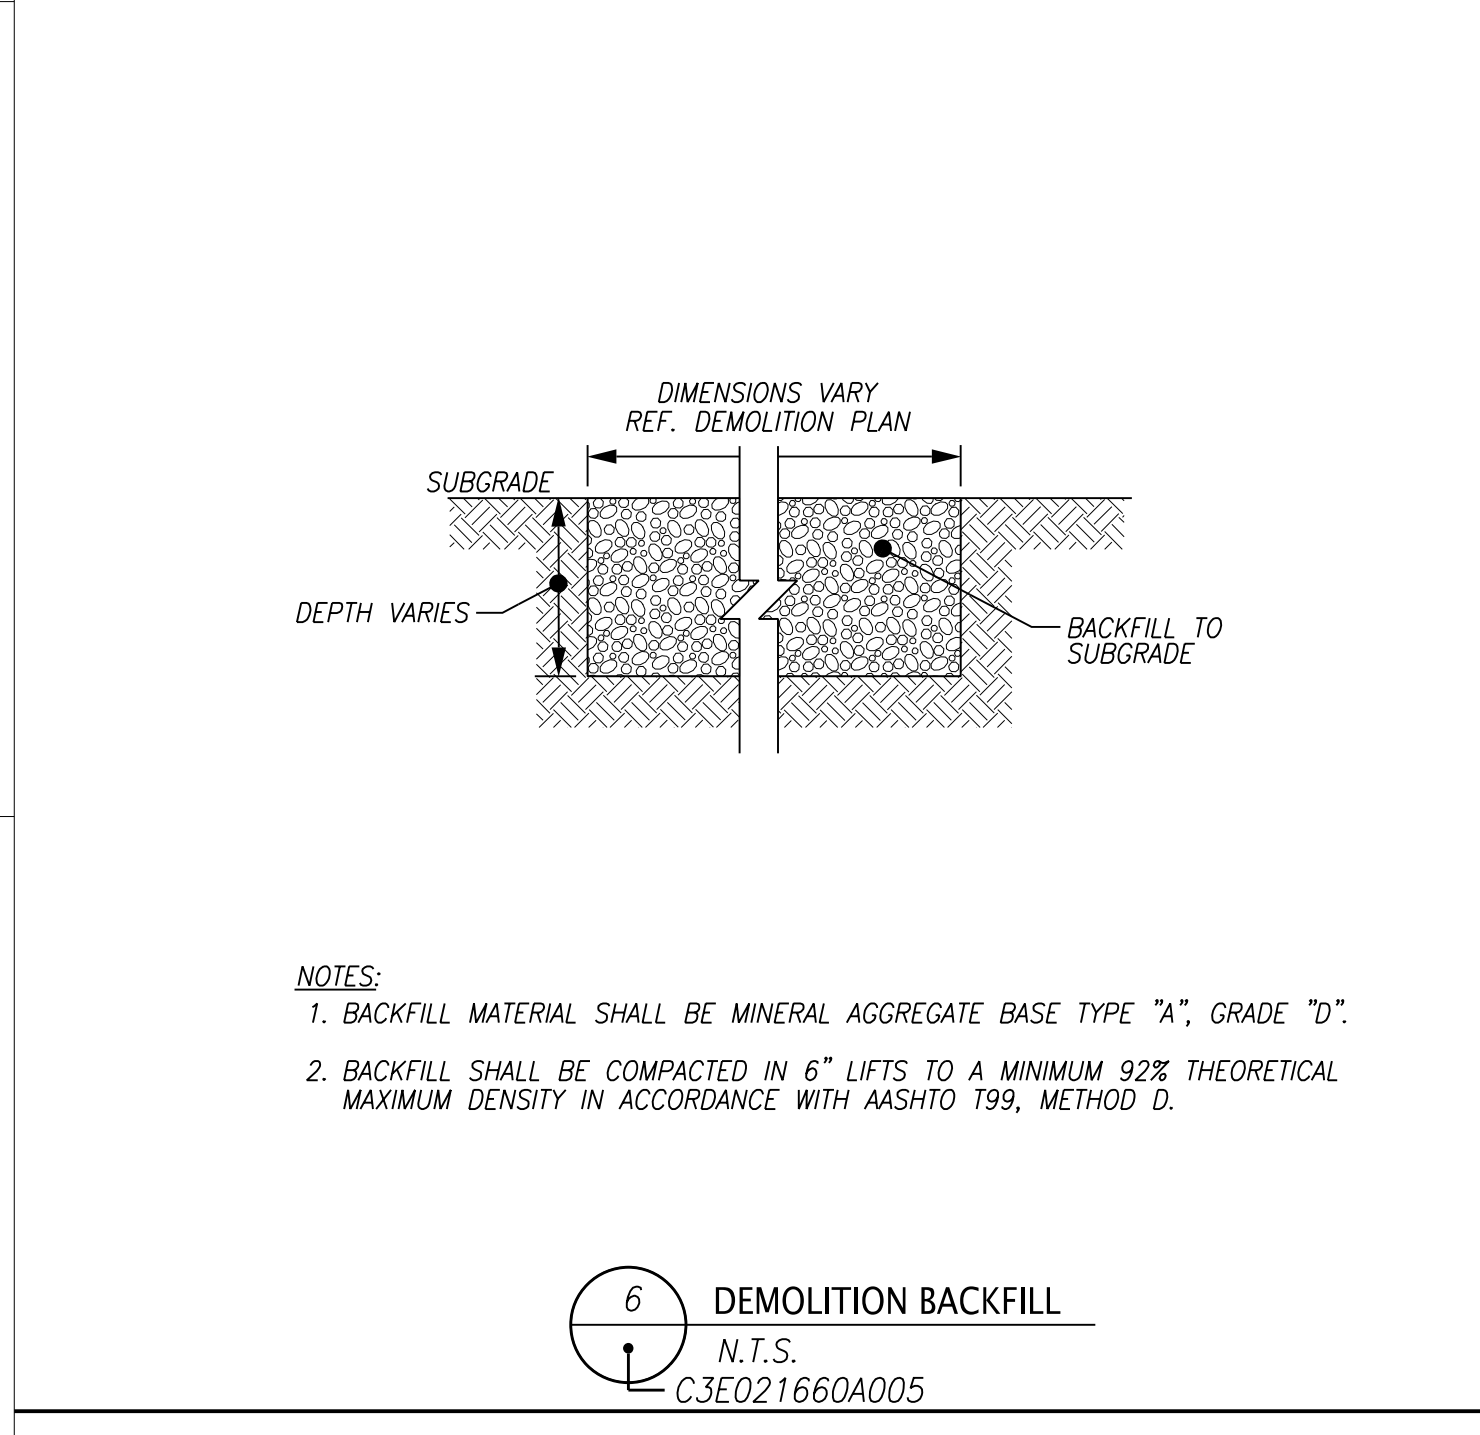 DIMENSIONS VARY
REF. DEMOLITION PLAN
SUBGRADE
DEPTH VARIES
BACKFILL TO
SUBGRADE
NOTES:
1. BACKFILL MATERIAL SHALL BE MINERAL AGGREGATE BASE TYPE "A", GRADE "D".
2. BACKFILL SHALL BE COMPACTED IN 6" LIFTS TO A MINIMUM 92% THEORETICAL
MAXIMUM DENSITY IN ACCORDANCE WITH AASHTO T99, METHOD D.
6
DEMOLITION BACKFILL
N.T.S.
C3E021660A005